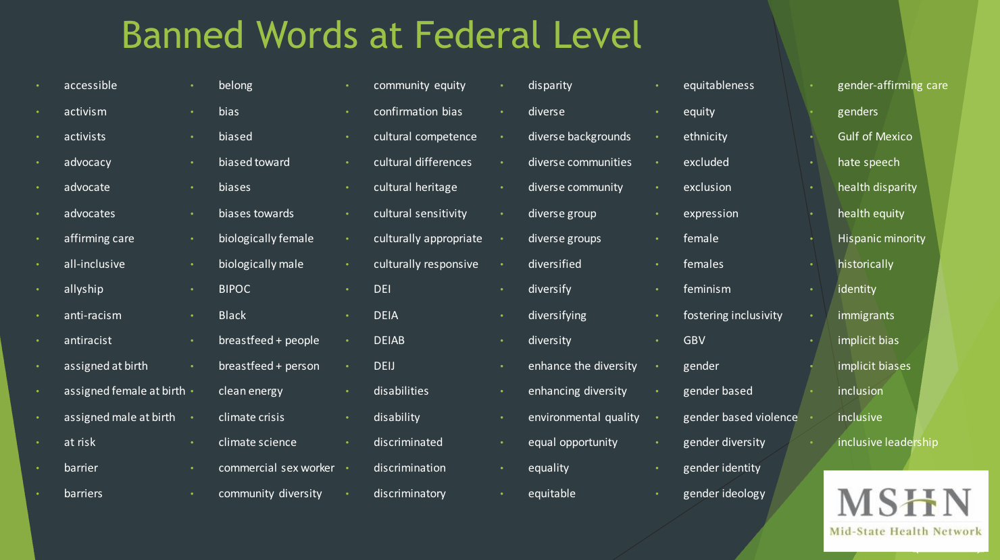 Banned Words at Federal Level
• accessible
• activism
• activists
• advocacy
• advocate
• advocates
• affirming care
• all-inclusive
• allyship
• anti-racism
• antiracist
• assigned at birth
• assigned female at birth
• assigned male at birth
• at risk
• barrier
• barriers
• belong
• bias
• biased
• biased toward
• biases
• biases towards
• biologically female
• biologically male
• BIPOC
• Black
• breastfeed + people
• breastfeed + person
• clean energy
• climate crisis
• climate science
• commercial sex worker
• community diversity
• community equity
• confirmation bias
• cultural competence
• cultural differences
• cultural heritage
• cultural sensitivity
• culturally appropriate
• culturally responsive
• DEI
• DEIA
• DEIAB
• DEIJ
• disabilities
• disability
• discriminated
• discrimination
• discriminatory
• disparity
• diverse
• diverse backgrounds
• diverse communities
• diverse community
• diverse group
• diverse groups
• diversified
• diversify
• diversifying
• diversity
• enhance the diversity
• enhancing diversity
• environmental quality
• equal opportunity
• equality
• equitable
• equitableness
• equity
• ethnicity
• excluded
• exclusion
• expression
• female
• females
• feminism
• fostering inclusivity
• GBV
• gender
• gender based
• gender based violence
• gender diversity
• gender identity
• gender ideology
• gender-affirming care
• genders
• Gulf of Mexico
• hate speech
• health disparity
• health equity
• Hispanic minority
• historically
• identity
• immigrants
• implicit bias
• implicit biases
• inclusion
• inclusive
• inclusive leadership
MSHN
Mid-State Health Network